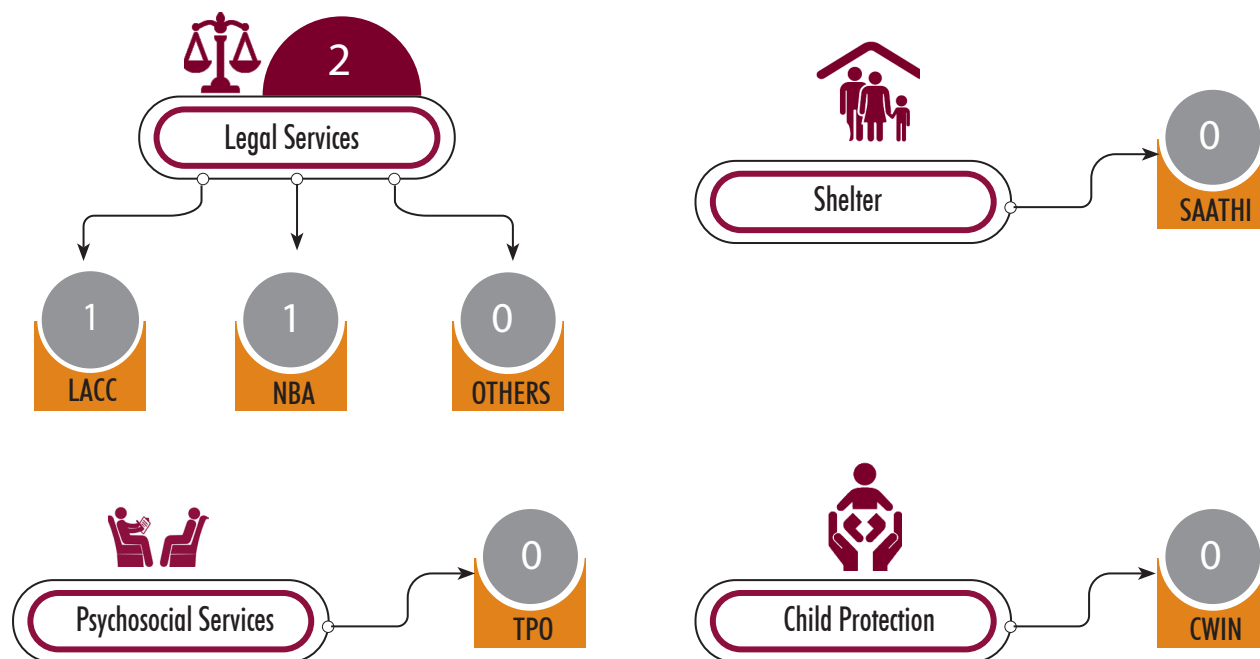 2
Legal Services
1
LACC
1
NBA
0
OTHERS
Shelter
0
SAATHI
Psychosocial Services
0
TPO
Child Protection
0
CWIN